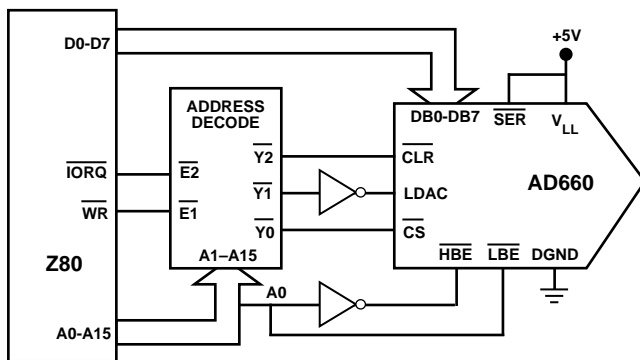 +5V
D0-D7
ADDRESS
DECODE
DB0-DB7
SER
VLL
IORQ
E2
Y2
CLR
AD660
Y1
LDAC
WR
E1
Y0
CS
Z80
A1–A15
HBE
LBE
DGND
A0
A0-A15